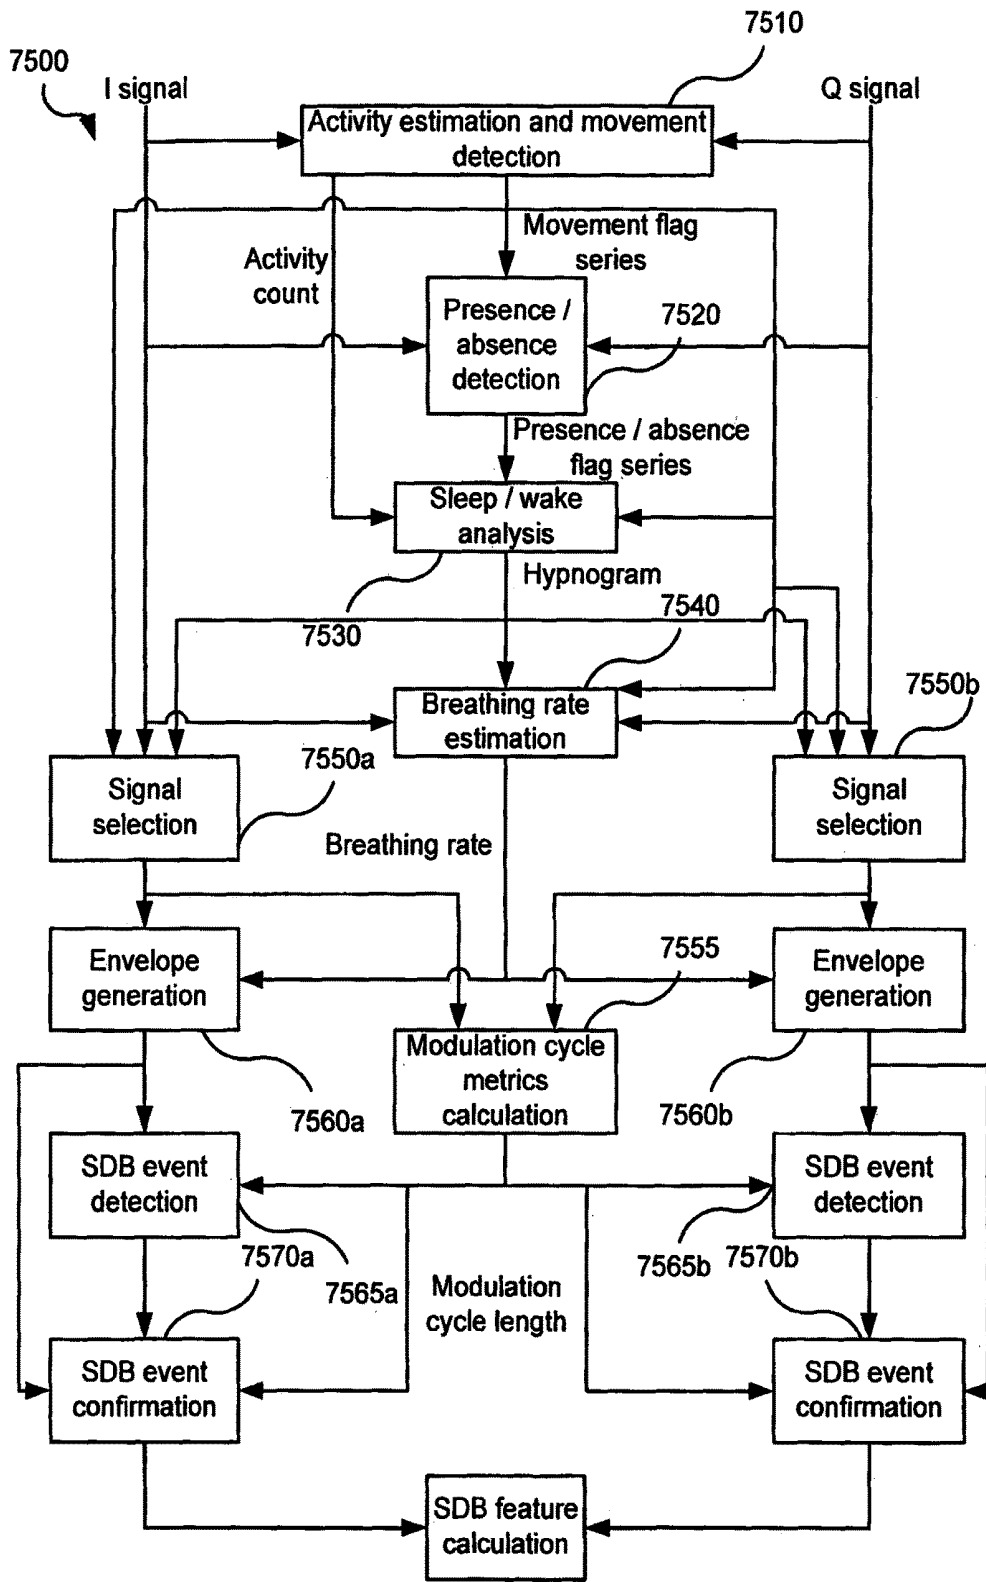 7510
7500
I signal
Q signal
Activity estimation and movement
detection
Movement flag
series
Activity
count
Presence /
absence
detection
7520
Presence / absence
flag series
Sleep / wake
analysis
Hypnogram
7530
7540
Breathing rate
estimation
7550b
7550a
Signal
selection
Signal
selection
Breathing rate
Envelope
generation
7555
Envelope
generation
Modulation cycle
metrics
calculation
7560a
7560b
SDB event
detection
SDB event
detection
7570a
7565a
7565b
7570b
Modulation
cycle length
SDB event
confirmation
SDB event
confirmation
SDB feature
calculation